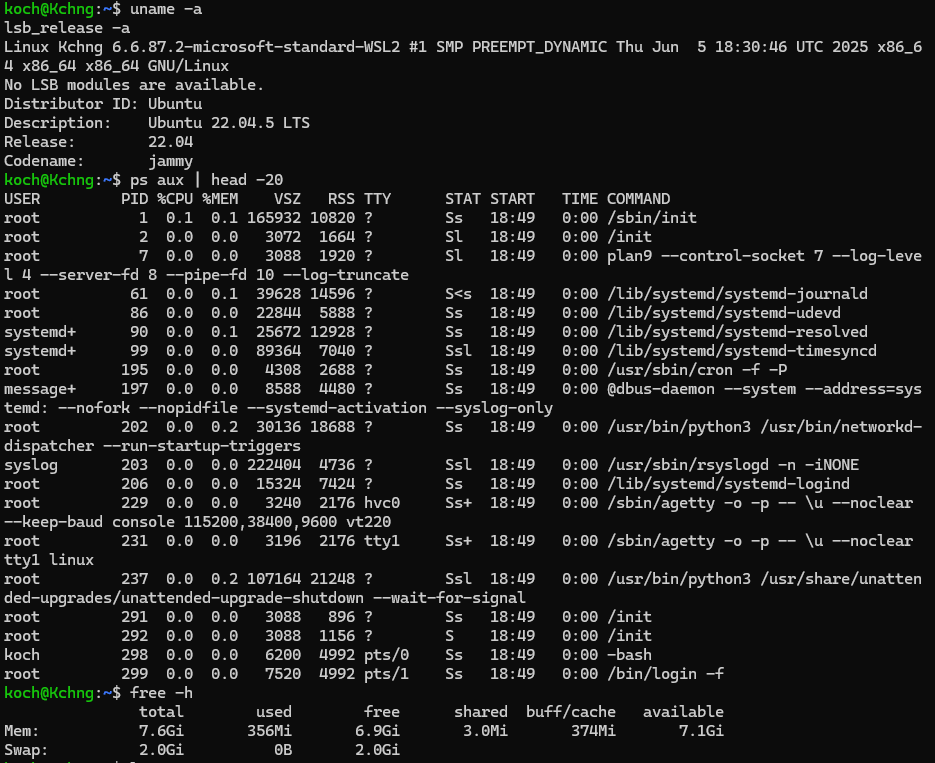 koch@Kchng:~$ uname -a
lsb_release -a
Linux Kchng 6.6.87.2-microsoft-standard-WSL2 #1 SMP PREEMPT_DYNAMIC Thu Jun  5 18:30:46 UTC 2025 x86_6
4 x86_64 x86_64 GNU/Linux
No LSB modules are available.
Distributor ID: Ubuntu
Description:    Ubuntu 22.04.5 LTS
Release:        22.04
Codename:       jammy
koch@Kchng:~$ ps aux | head -20
USER         PID %CPU %MEM    VSZ   RSS TTY      STAT START   TIME COMMAND
root           1  0.1  0.1 165932 10820 ?        Ss   18:49   0:00 /sbin/init
root           2  0.0  0.0   3072  1664 ?        Sl   18:49   0:00 /init
root           7  0.0  0.0   3088  1920 ?        Sl   18:49   0:00 plan9 --control-socket 7 --log-leve
l 4 --server-fd 8 --pipe-fd 10 --log-truncate
root          61  0.0  0.1  39628 14596 ?        S<s  18:49   0:00 /lib/systemd/systemd-journald
root          86  0.0  0.0  22844  5888 ?        Ss   18:49   0:00 /lib/systemd/systemd-udevd
systemd+      90  0.0  0.1  25672 12928 ?        Ss   18:49   0:00 /lib/systemd/systemd-resolved
systemd+      99  0.0  0.0  89364  7040 ?        Ssl  18:49   0:00 /lib/systemd/systemd-timesyncd
root         195  0.0  0.0   4308  2688 ?        Ss   18:49   0:00 /usr/sbin/cron -f -P
message+     197  0.0  0.0   8588  4480 ?        Ss   18:49   0:00 @dbus-daemon --system --address=sys
temd: --nofork --nopidfile --systemd-activation --syslog-only
root         202  0.0  0.2  30136 18688 ?        Ss   18:49   0:00 /usr/bin/python3 /usr/bin/networkd-
dispatcher --run-startup-triggers
syslog       203  0.0  0.0 222404  4736 ?        Ssl  18:49   0:00 /usr/sbin/rsyslogd -n -iNONE
root         206  0.0  0.0  15324  7424 ?        Ss   18:49   0:00 /lib/systemd/systemd-logind
root         229  0.0  0.0   3240  2176 hvc0     Ss+  18:49   0:00 /sbin/agetty -o -p -- \u --noclear
--keep-baud console 115200,38400,9600 vt220
root         231  0.0  0.0   3196  2176 tty1     Ss+  18:49   0:00 /sbin/agetty -o -p -- \u --noclear
tty1 linux
root         237  0.0  0.2 107164 21248 ?        Ssl  18:49   0:00 /usr/bin/python3 /usr/share/unatten
ded-upgrades/unattended-upgrade-shutdown --wait-for-signal
root         291  0.0  0.0   3088   896 ?        Ss   18:49   0:00 /init
root         292  0.0  0.0   3088  1156 ?        S    18:49   0:00 /init
koch         298  0.0  0.0   6200  4992 pts/0    Ss   18:49   0:00 -bash
root         299  0.0  0.0   7520  4992 pts/1    Ss   18:49   0:00 /bin/login -f
koch@Kchng:~$ free -h
               total        used        free      shared  buff/cache   available
Mem:           7.6Gi       356Mi       6.9Gi       3.0Mi       374Mi       7.1Gi
Swap:          2.0Gi          0B       2.0Gi